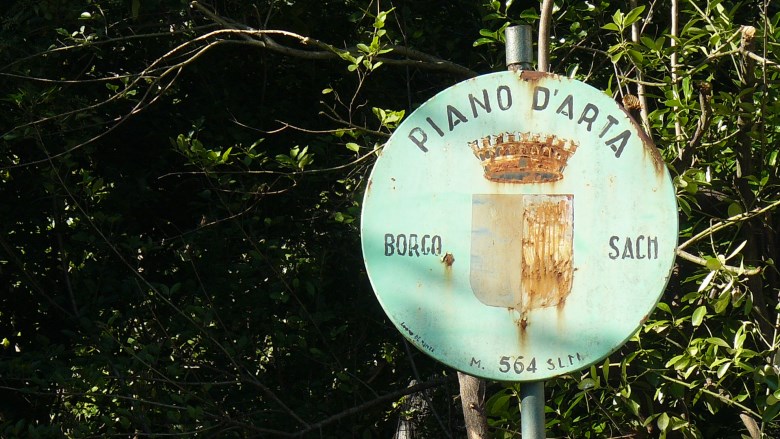 PIANO D'ARTA
BORGO SACH
M. 564 S.L.M.